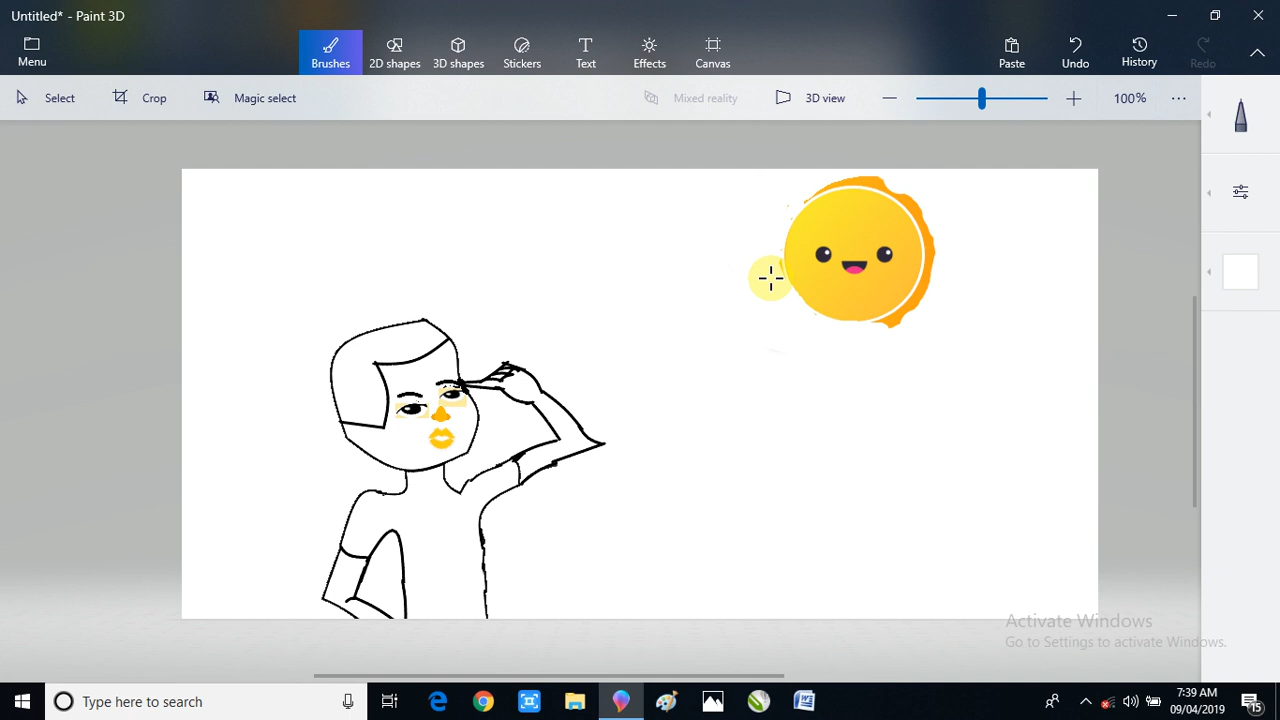 Untitled* - Paint 3D
Menu
Brushes
2D shapes
3D shapes
Stickers
Text
Effects
Canvas
Paste
Undo
History
Redo
Select
Crop
Magic select
Mixed reality
3D view
100%
Activate Windows
Go to Settings to activate Windows.
Type here to search
7:39 AM
09/04/2019
15